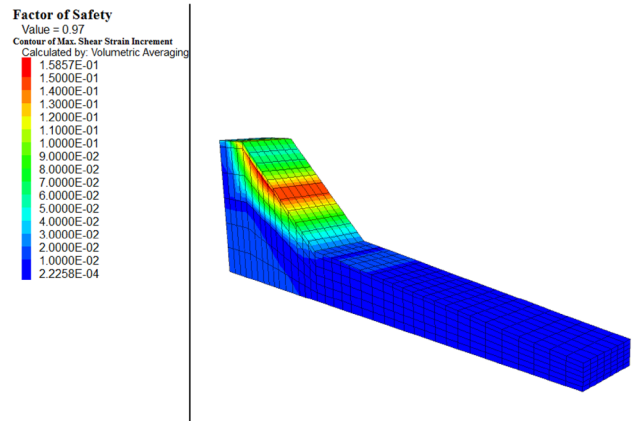 Factor of Safety
Value = 0.97
Contour of Max. Shear Strain Increment
Calculated by: Volumetric Averaging
1.5857E-01
1.5000E-01
1.4000E-01
1.3000E-01
1.2000E-01
1.1000E-01
1.0000E-01
9.0000E-02
8.0000E-02
7.0000E-02
6.0000E-02
5.0000E-02
4.0000E-02
3.0000E-02
2.0000E-02
1.0000E-02
2.2258E-04